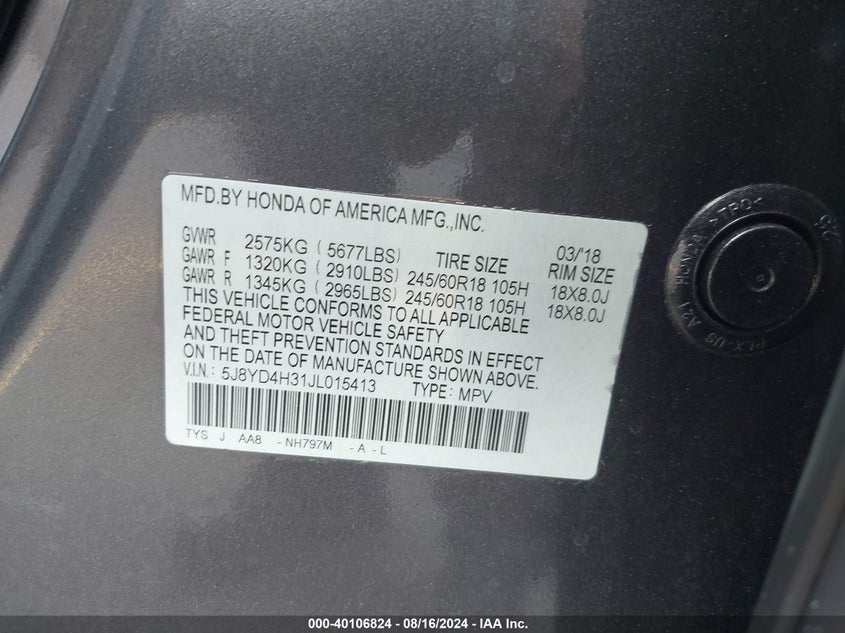 MFD.BY HONDA OF AMERICA MFG.,INC.
GVWR 2575KG ( 5677LBS) TIRE SIZE 03/'18 RIM SIZE
GAWR F 1320KG ( 2910LBS) 245/60R18 105H 18X8.0J
GAWR R 1345KG ( 2965LBS) 245/60R18 105H 18X8.0J
THIS VEHICLE CONFORMS TO ALL APPLICABLE
FEDERAL MOTOR VEHICLE SAFETY
AND THEFT PREVENTION STANDARDS IN EFFECT
ON THE DATE OF MANUFACTURE SHOWN ABOVE.
V.I.N.: 5J8YD4H31JL015413 TYPE: MPV
TYS J AA8 -NH797M -A-L
HONDA
000-40106824 - 08/16/2024 - IAA Inc.